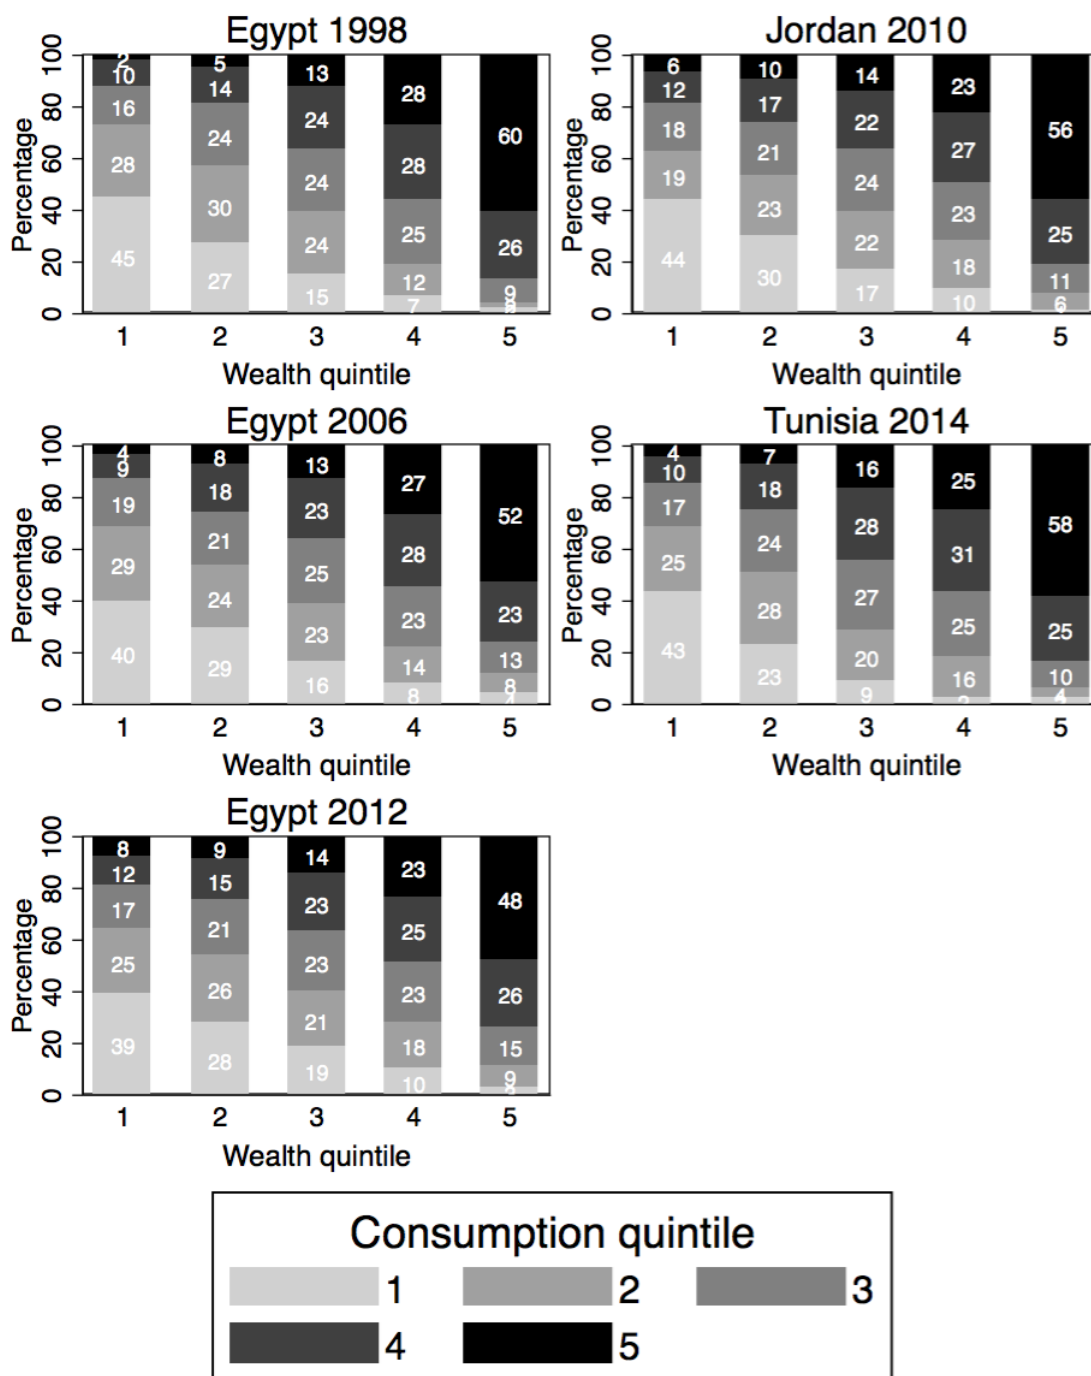 Egypt 1998
Percentage
100
80
60
40
20
0
2 10 16 28 45
5 14 24 30 27
13 24 24 24 15
28 28 25 12 7
60 26 9
1 2 3 4 5
Wealth quintile
Jordan 2010
Percentage
100
80
60
40
20
0
6 12 18 19 44
10 17 21 23 30
14 22 24 22 17
23 27 23 18 10
56 25 11 6
1 2 3 4 5
Wealth quintile
Egypt 2006
Percentage
100
80
60
40
20
0
4 9 19 29 40
8 18 21 24 29
13 23 25 23 16
27 28 23 14 8
52 23 13 8
1 2 3 4 5
Wealth quintile
Tunisia 2014
Percentage
100
80
60
40
20
0
4 10 17 25 43
7 18 24 28 23
16 28 27 20 9
25 31 25 16
58 25 10 4
1 2 3 4 5
Wealth quintile
Egypt 2012
Percentage
100
80
60
40
20
0
8 12 17 25 39
9 15 21 26 28
14 23 23 21 19
23 25 23 18 10
48 26 15 9
1 2 3 4 5
Wealth quintile
Consumption quintile
1 2 3
4 5